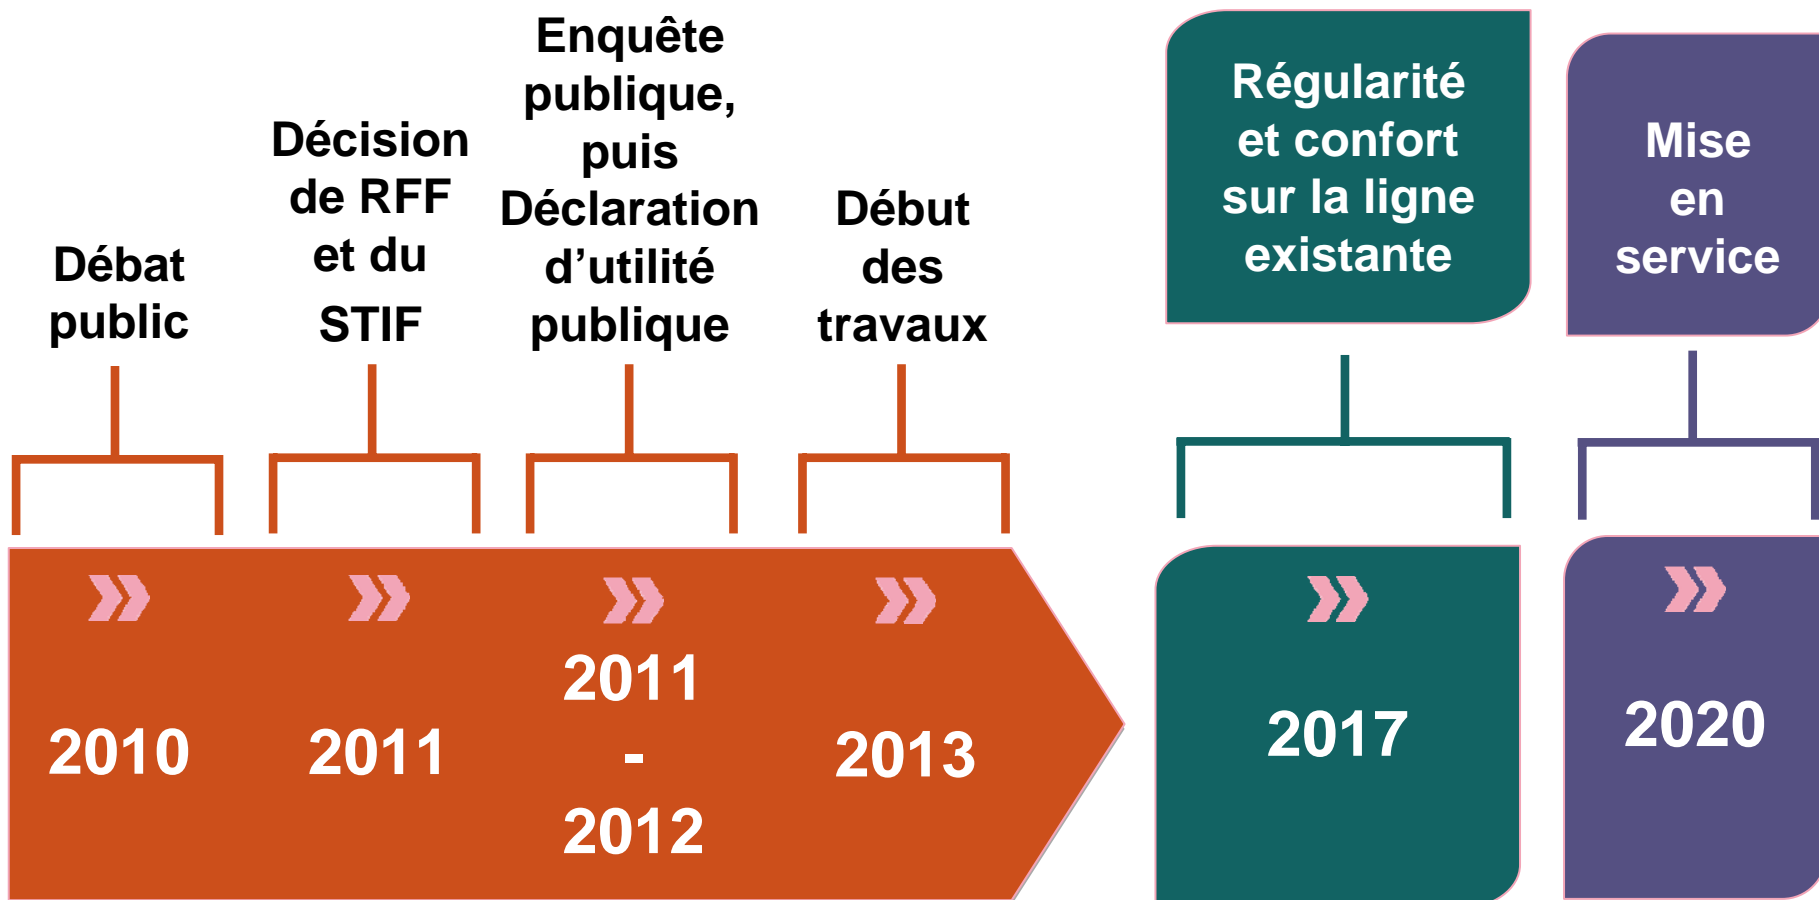 Débat
public
Décision
de RFF
et du
STIF
Enquête
publique,
puis
Déclaration
d’utilité
publique
Début
des
travaux
Régularité
et confort
sur la ligne
existante
Mise
en
service
2010
2011
2011
-
2012
2013
2017
2020